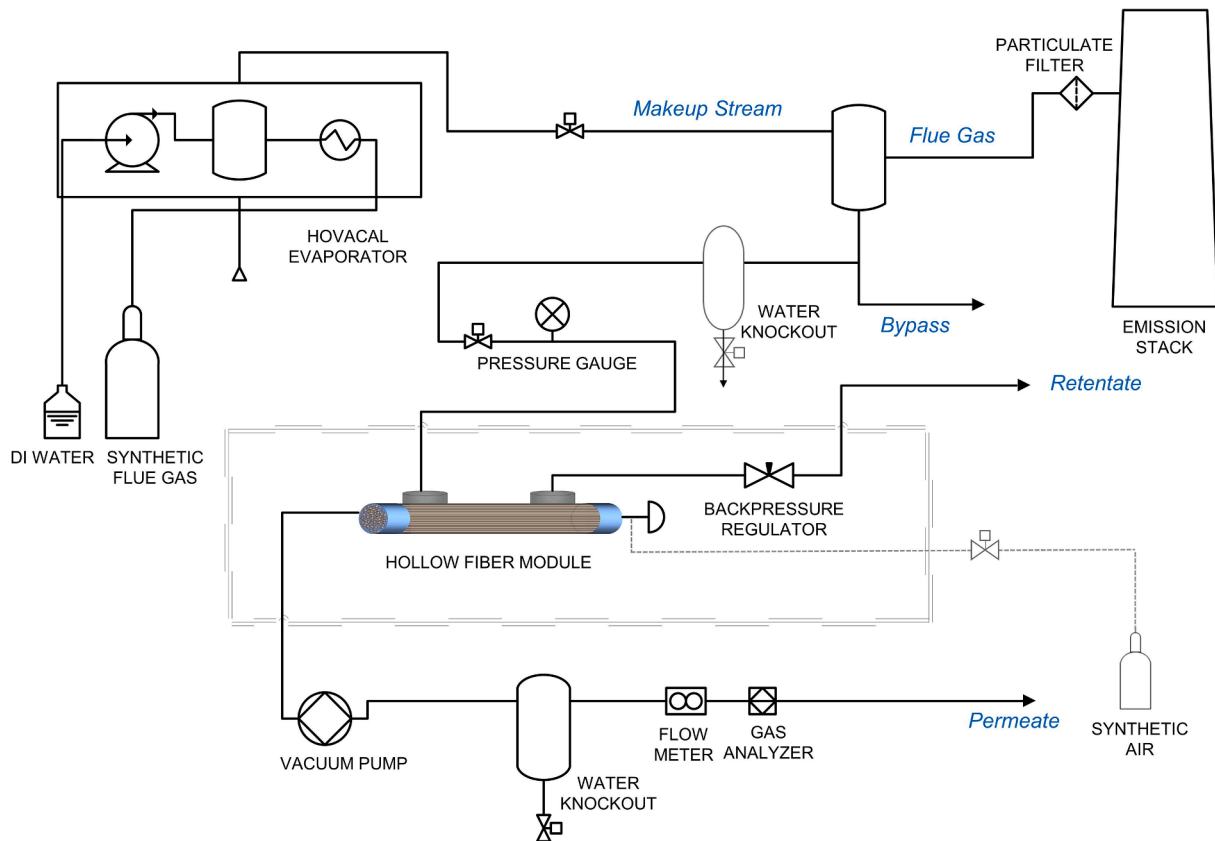 PARTICULATE
FILTER
Makeup Stream
Flue Gas
HOVACAL
EVAPORATOR
WATER
KNOCKOUT
Bypass
EMISSION
STACK
PRESSURE GAUGE
Retentate
DI WATER
SYNTHETIC
FLUE GAS
BACKPRESSURE
REGULATOR
HOLLOW FIBER MODULE
Permeate
SYNTHETIC
AIR
VACUUM PUMP
FLOW
METER
GAS
ANALYZER
WATER
KNOCKOUT